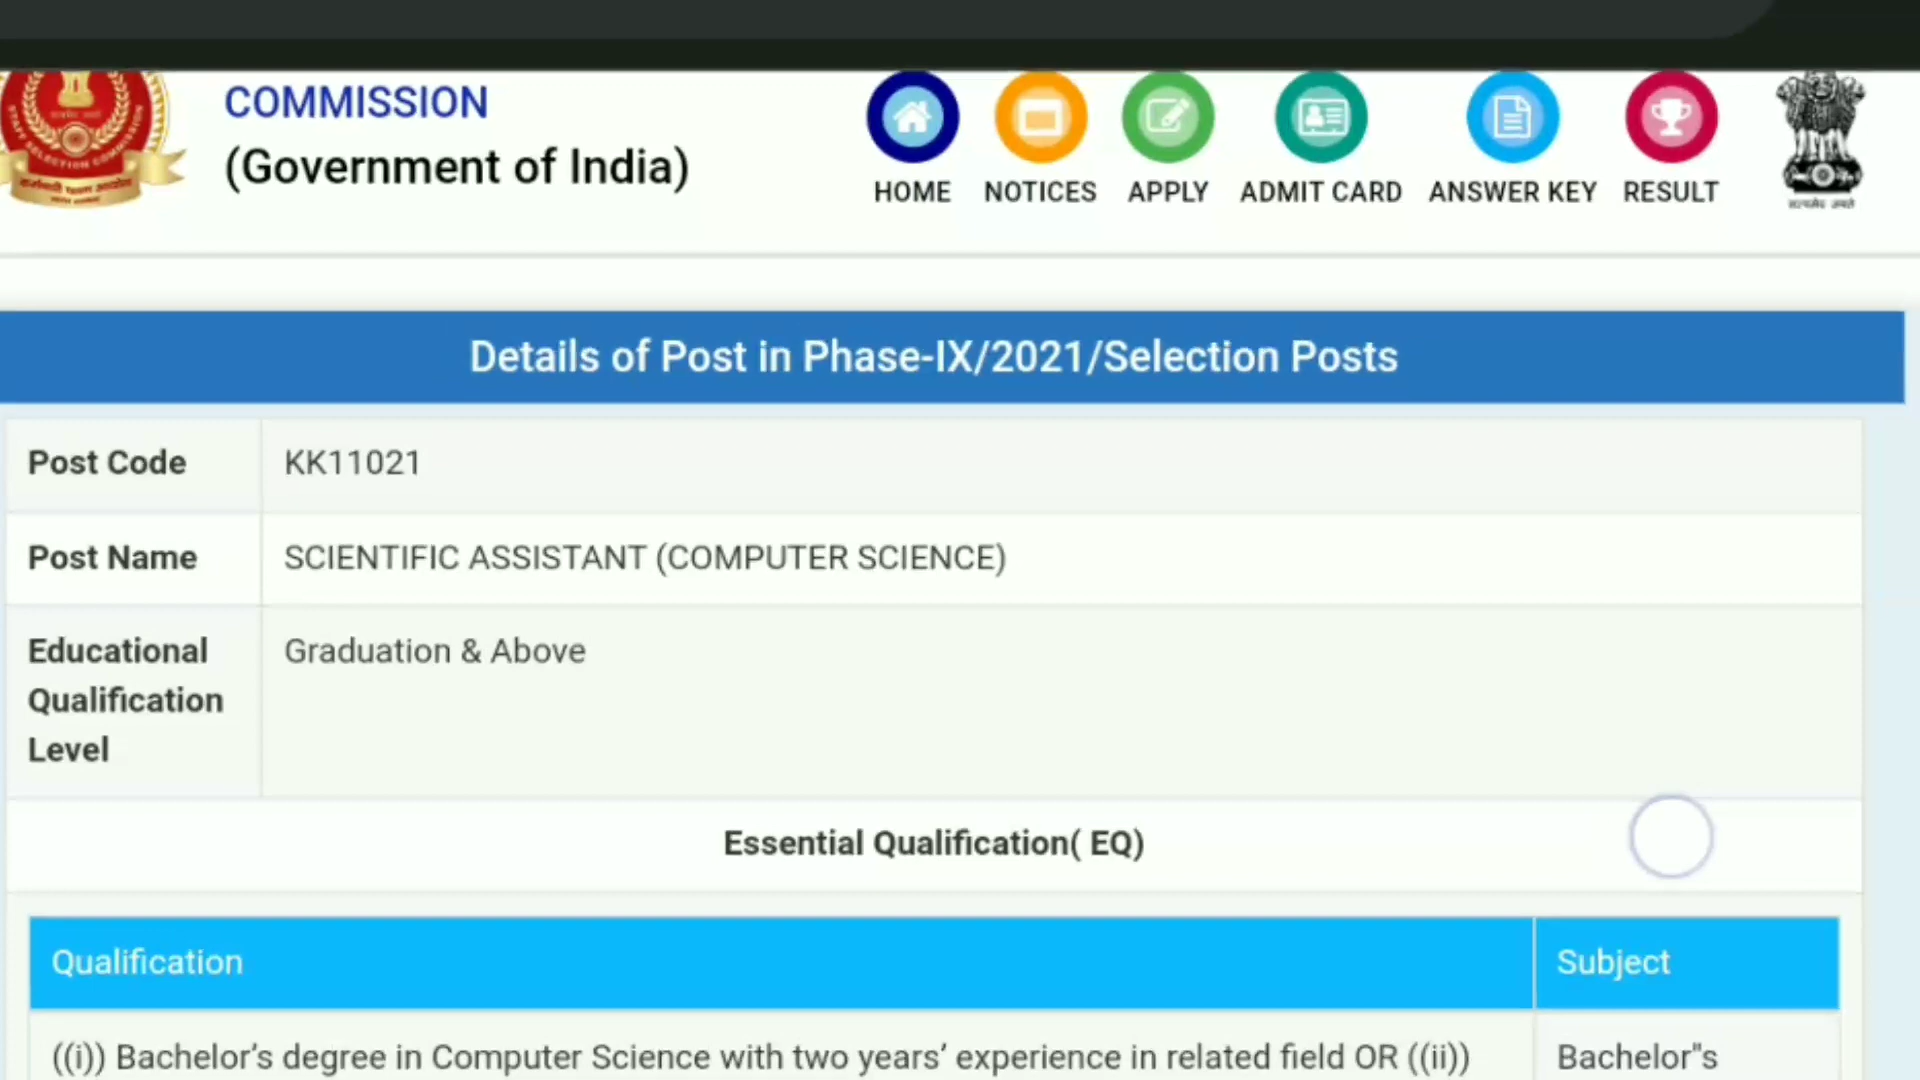 COMMISSION
(Government of India)
HOME NOTICES APPLY ADMIT CARD ANSWER KEY RESULT
Details of Post in Phase-IX/2021/Selection Posts
Post Code KK11021
Post Name SCIENTIFIC ASSISTANT (COMPUTER SCIENCE)
Educational Graduation & Above
Qualification
Level
Essential Qualification( EQ)
Qualification Subject
((i)) Bachelor’s degree in Computer Science with two years’ experience in related field OR ((ii)) Bachelor"s